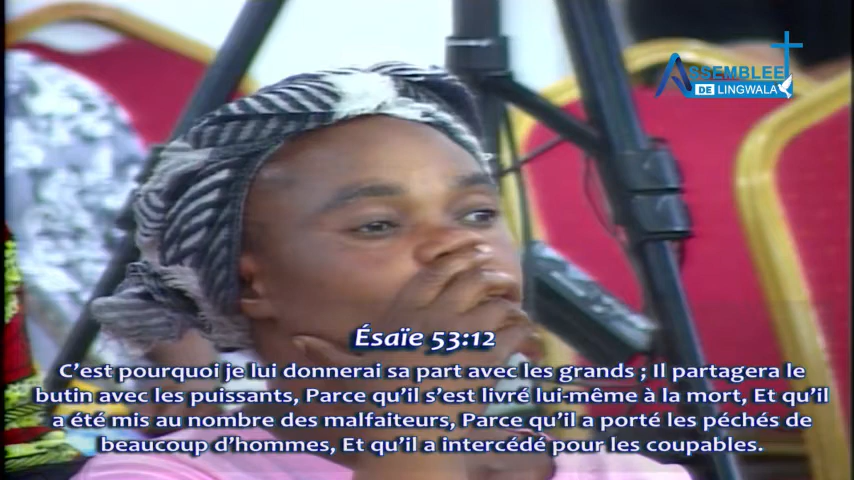 ASSEMBLEE
DE LINGWALA
Ésaïe 53:12
C’est pourquoi je lui donnerai sa part avec les grands ; Il partagera le
butin avec les puissants, Parce qu’il s’est livré lui-même à la mort, Et qu’il
a été mis au nombre des malfaiteurs, Parce qu’il a porté les péchés de
beaucoup d’hommes, Et qu’il a intercédé pour les coupables.